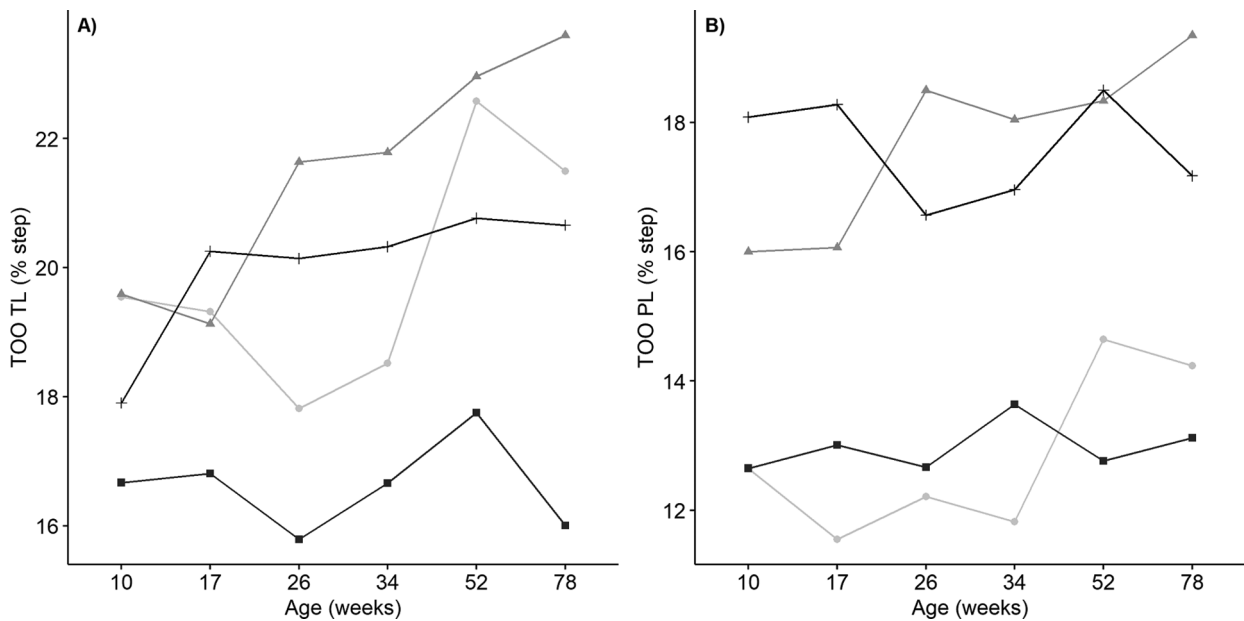 A)
TOO TL (% step)
22
20
18
16
10 17 26 34 52 78
Age (weeks)
B)
TOO PL (% step)
18
16
14
12
10 17 26 34 52 78
Age (weeks)